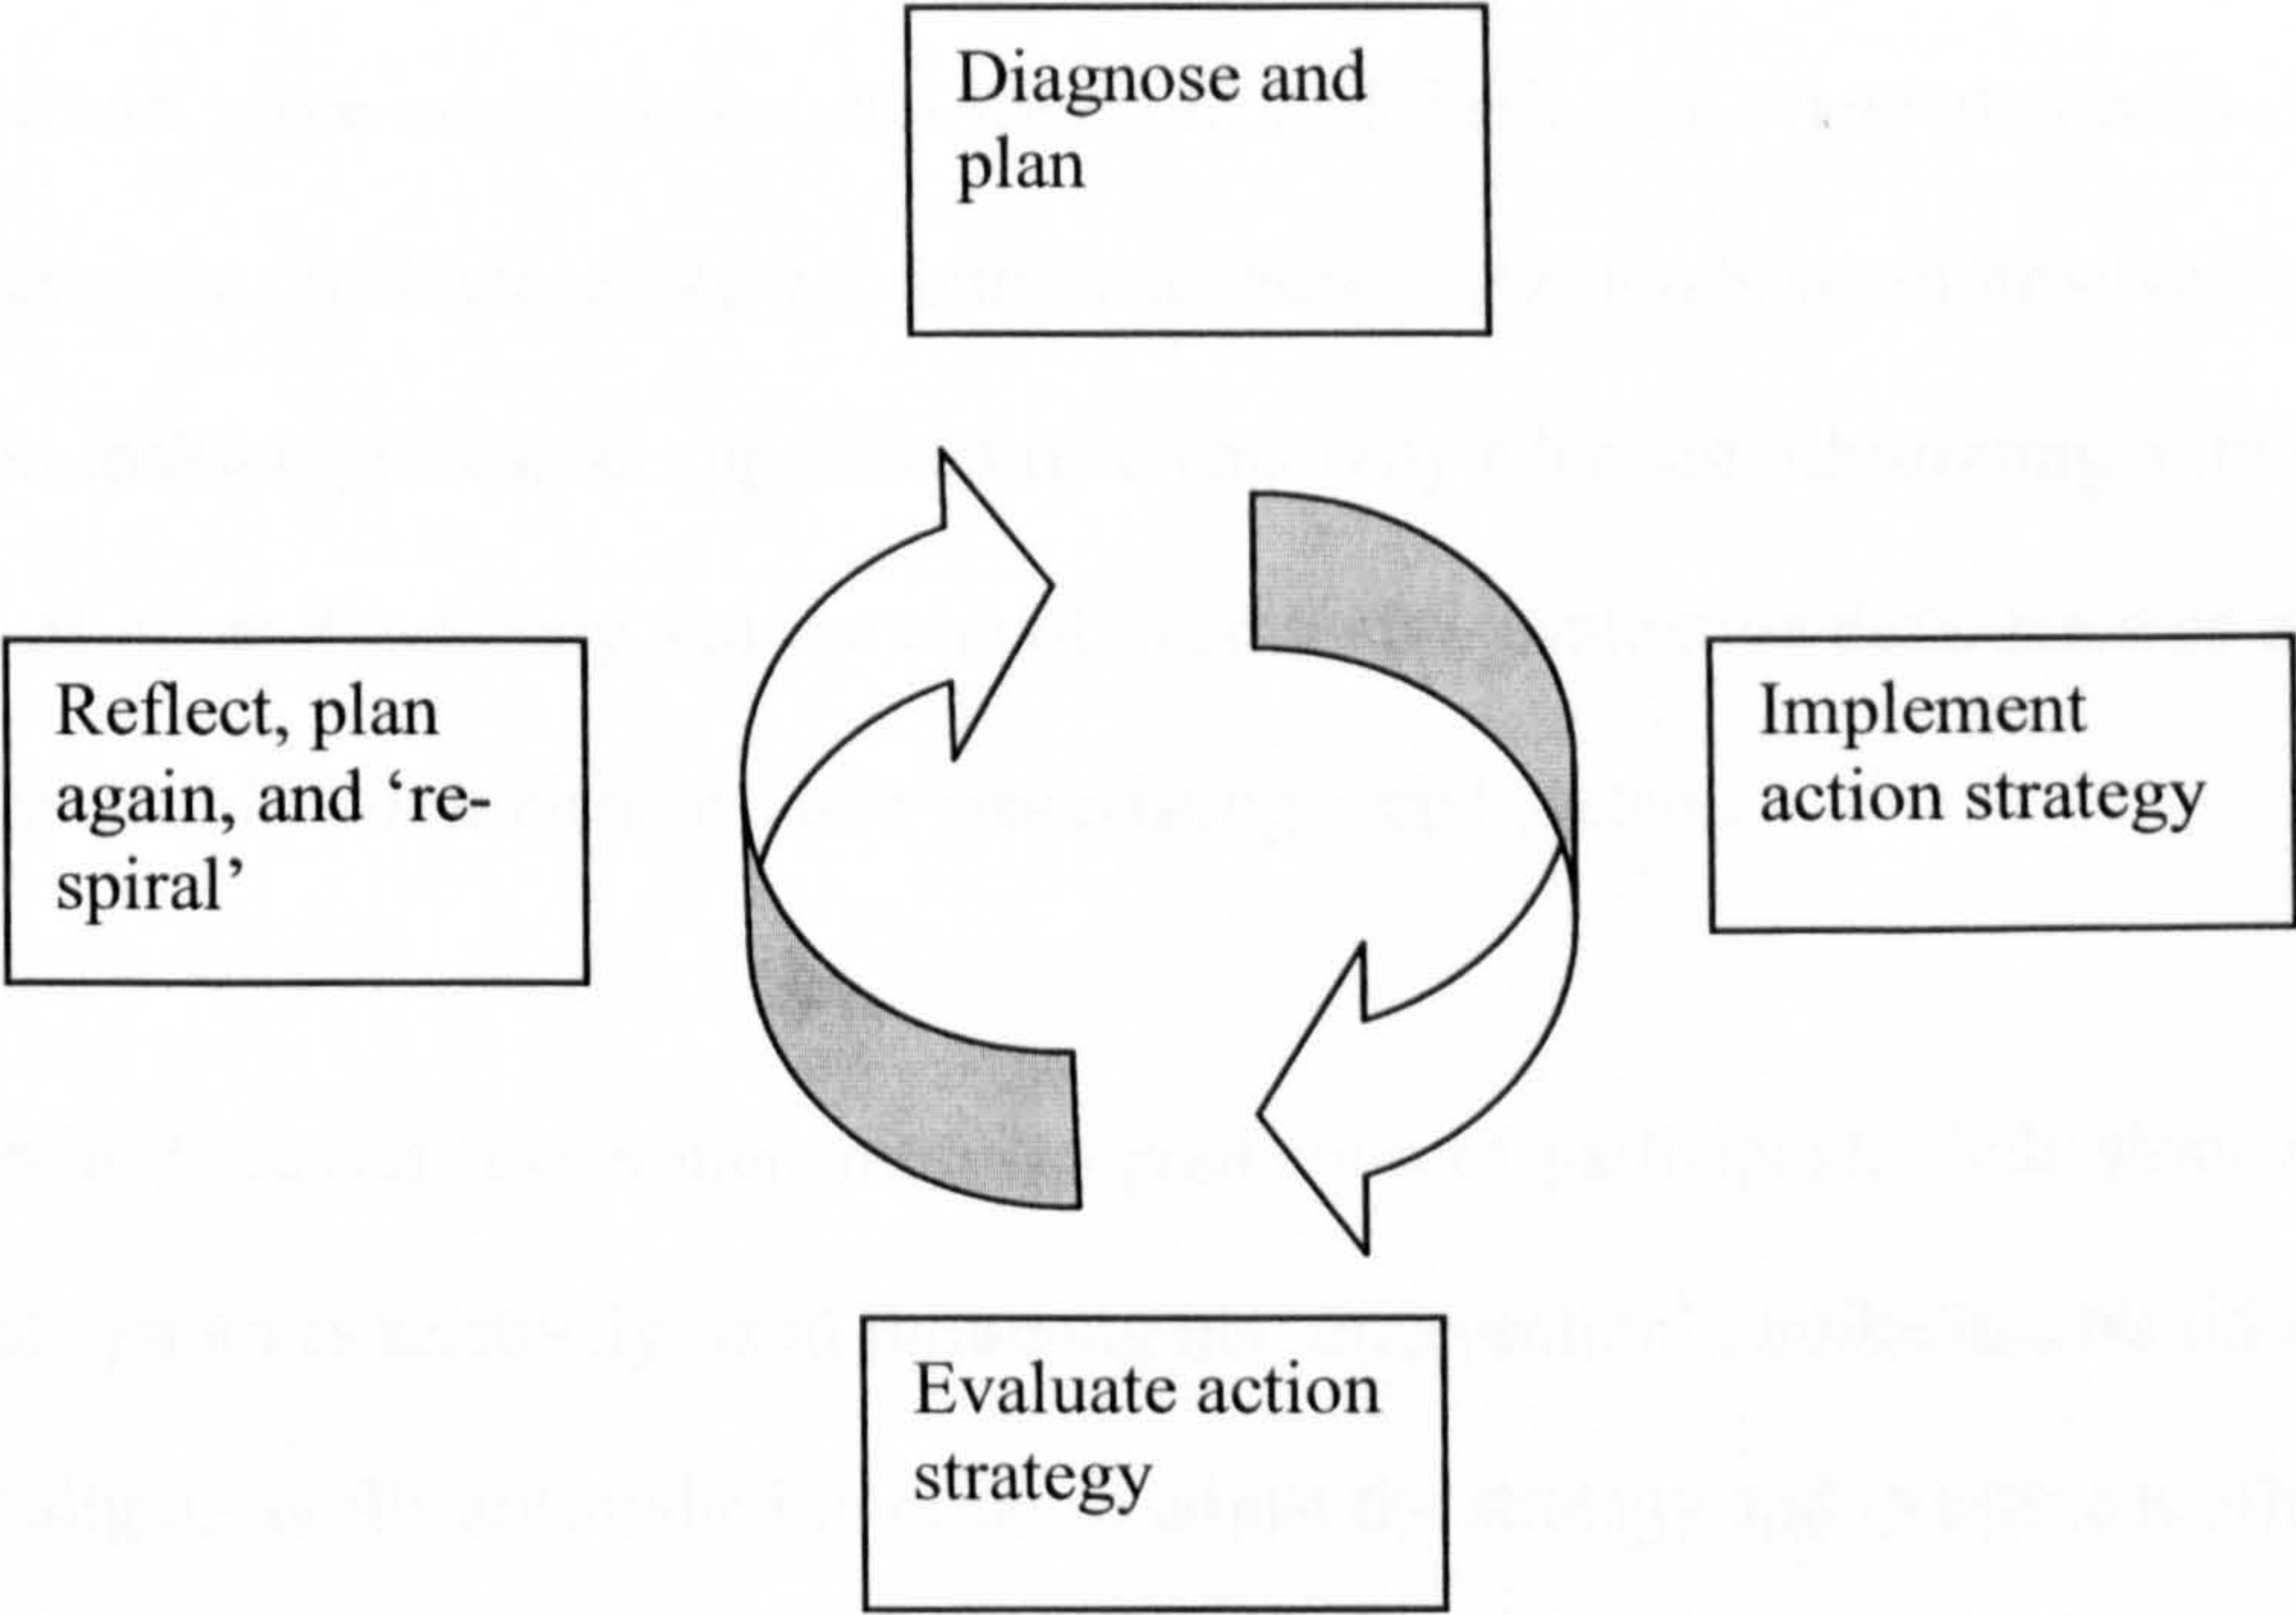 Diagnose and
plan
Reflect, plan
again, and ‘re-
spiral’
Implement
action strategy
Evaluate action
strategy